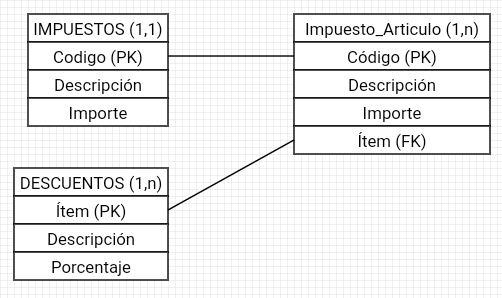 IMPUESTOS (1,1)
Codigo (PK)
Descripción
Importe
Impuesto_Articulo (1,n)
Código (PK)
Descripción
Importe
Ítem (FK)
DESCUENTOS (1,n)
Ítem (PK)
Descripción
Porcentaje